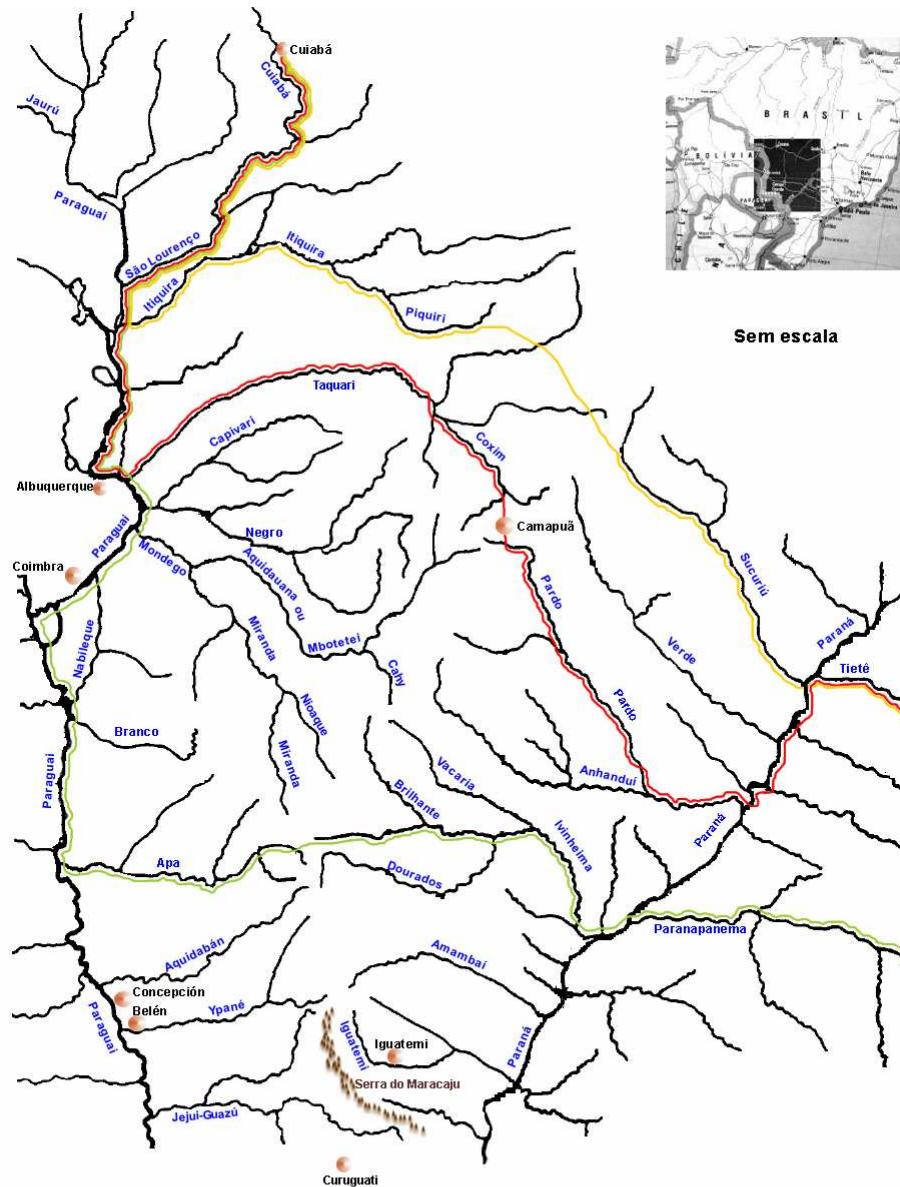 Cuiabá
Cuiabá
Jaurú
Paraguai
São Lourenço
Itiquira
Itiquira
Piquiri
BRASIL
BOLÍVIA
Sem escala
Taquari
Capivari
Coxim
Albuquerque
Camapuã
Paraguai
Negro
Mondego
Aquidauana ou
Mbotetei
Coimbra
Pardo
Sucuriú
Nabileque
Miranda
Verde
Paraná
Tietê
Cahy
Nioaque
Pardo
Branco
Miranda
Vacaria
Anhanduí
Paraguai
Brilhante
Ivinheima
Paraná
Apa
Dourados
Paranapanema
Aquidabán
Amambaí
Concepción
Belén
Ypané
Paraguai
Iguatemi
Iguatemi
Paraná
Serra do Maracaju
Jejui-Guazú
Curuguati